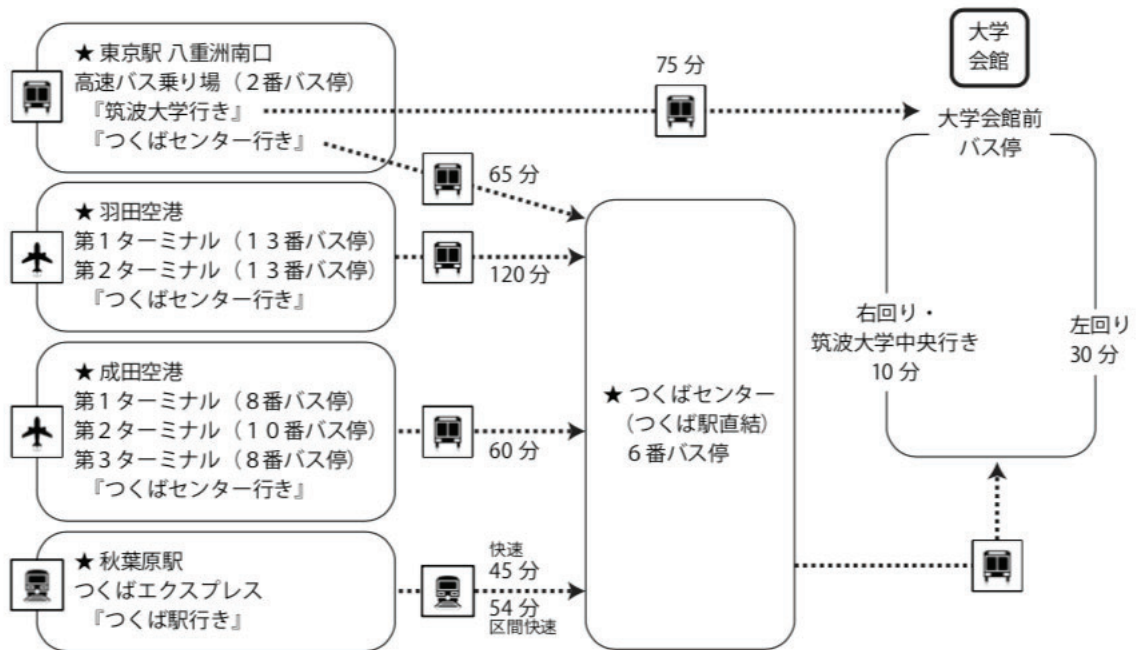 ★ 東京駅 八重洲南口
高速バス乗り場（２番バス停）
『筑波大学行き』
『つくばセンター行き』
75 分
65 分
大学
会館
大学会館前
バス停
★ 羽田空港
第１ターミナル（１３番バス停）
第２ターミナル（１３番バス停）
『つくばセンター行き』
120 分
右回り・
筑波大学中央行き
10 分
左回り
30 分
★ 成田空港
第１ターミナル（８番バス停）
第２ターミナル（１０番バス停）
第３ターミナル（８番バス停）
『つくばセンター行き』
60 分
★ つくばセンター
（つくば駅直結）
６番バス停
★ 秋葉原駅
つくばエクスプレス
『つくば駅行き』
快速
45 分
54 分
区間快速